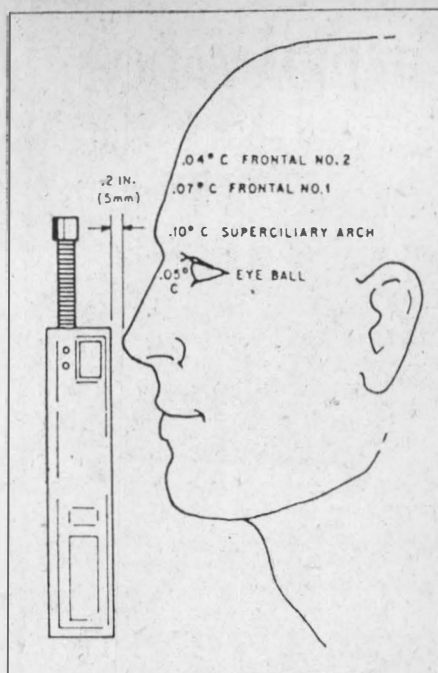 .04° C FRONTAL NO. 2
.2 IN.
(5mm)
.07° C FRONTAL NO.1
.10° C SUPERCILIARY ARCH
.05°
C
EYE BALL